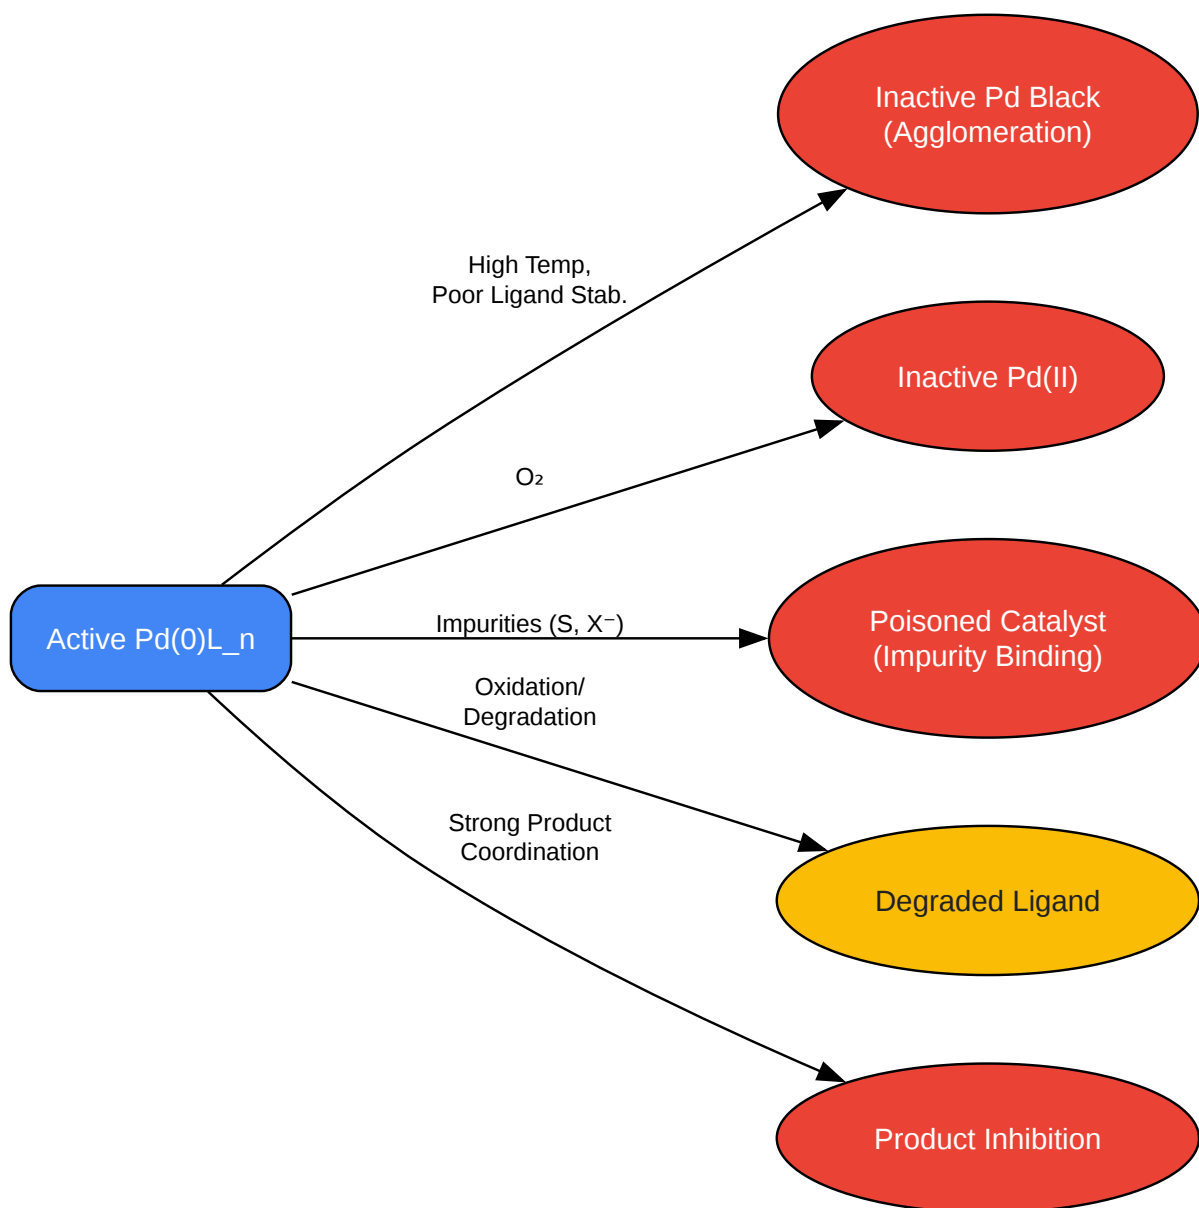 Inactive Pd Black
(Agglomeration)
High Temp,
Poor Ligand Stab.
Inactive Pd(II)
O₂
Active Pd(0)L_n
Impurities (S, X⁻)
Poisoned Catalyst
(Impurity Binding)
Oxidation/
Degradation
Strong Product
Coordination
Degraded Ligand
Product Inhibition